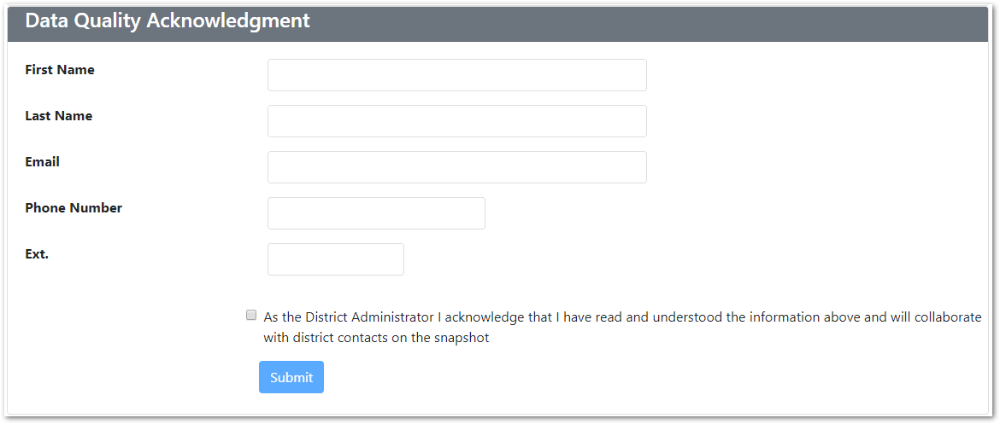 Data Quality Acknowledgment
First Name
Last Name
Email
Phone Number
Ext.
As the District Administrator I acknowledge that I have read and understood the information above and will collaborate
with district contacts on the snapshot
Submit